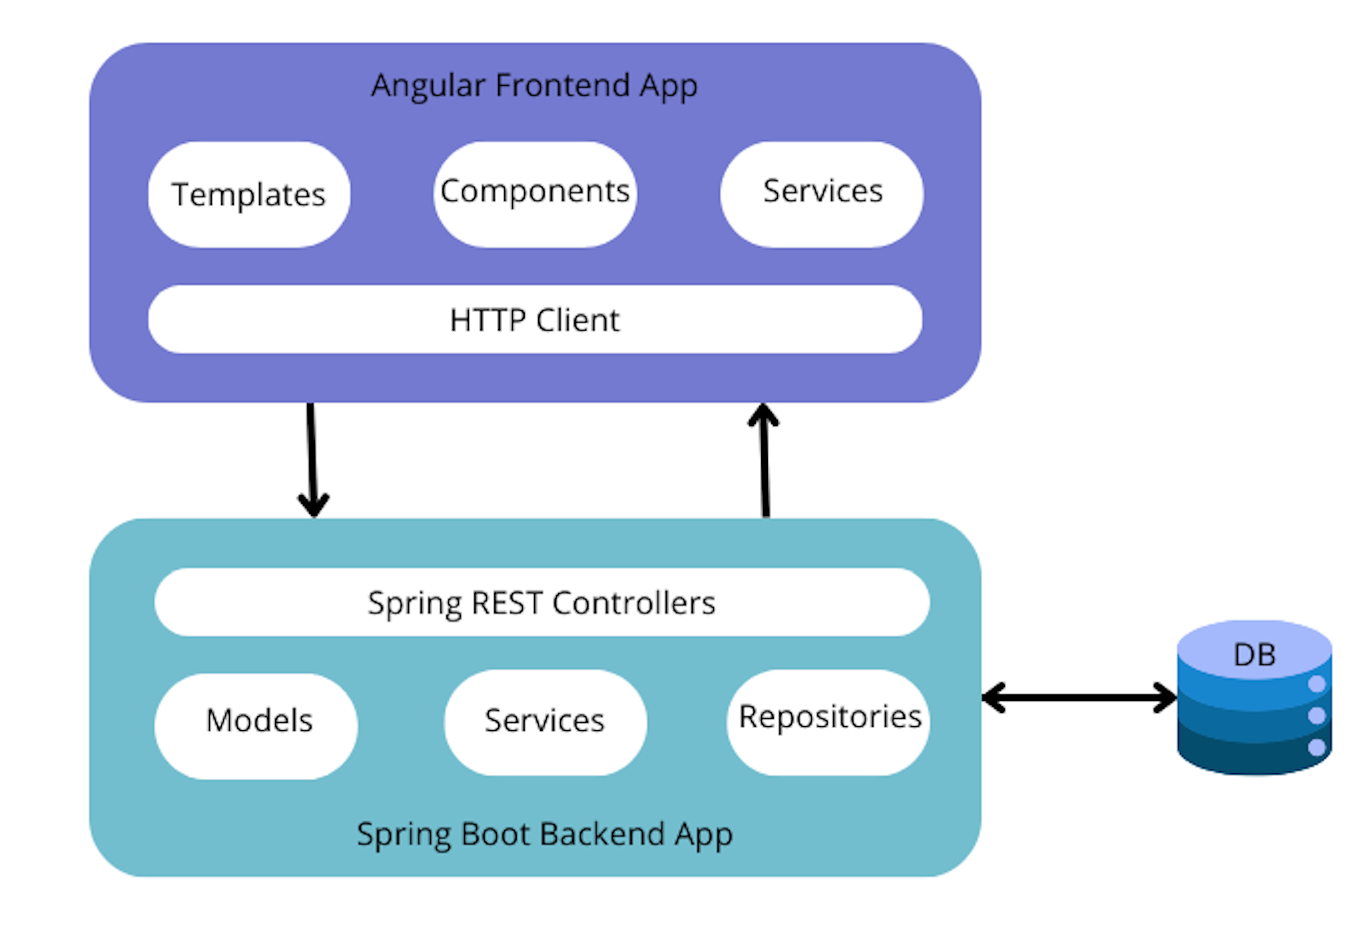 Angular Frontend App
Templates
Components
Services
HTTP Client
Spring REST Controllers
Models
Services
Repositories
Spring Boot Backend App
DB